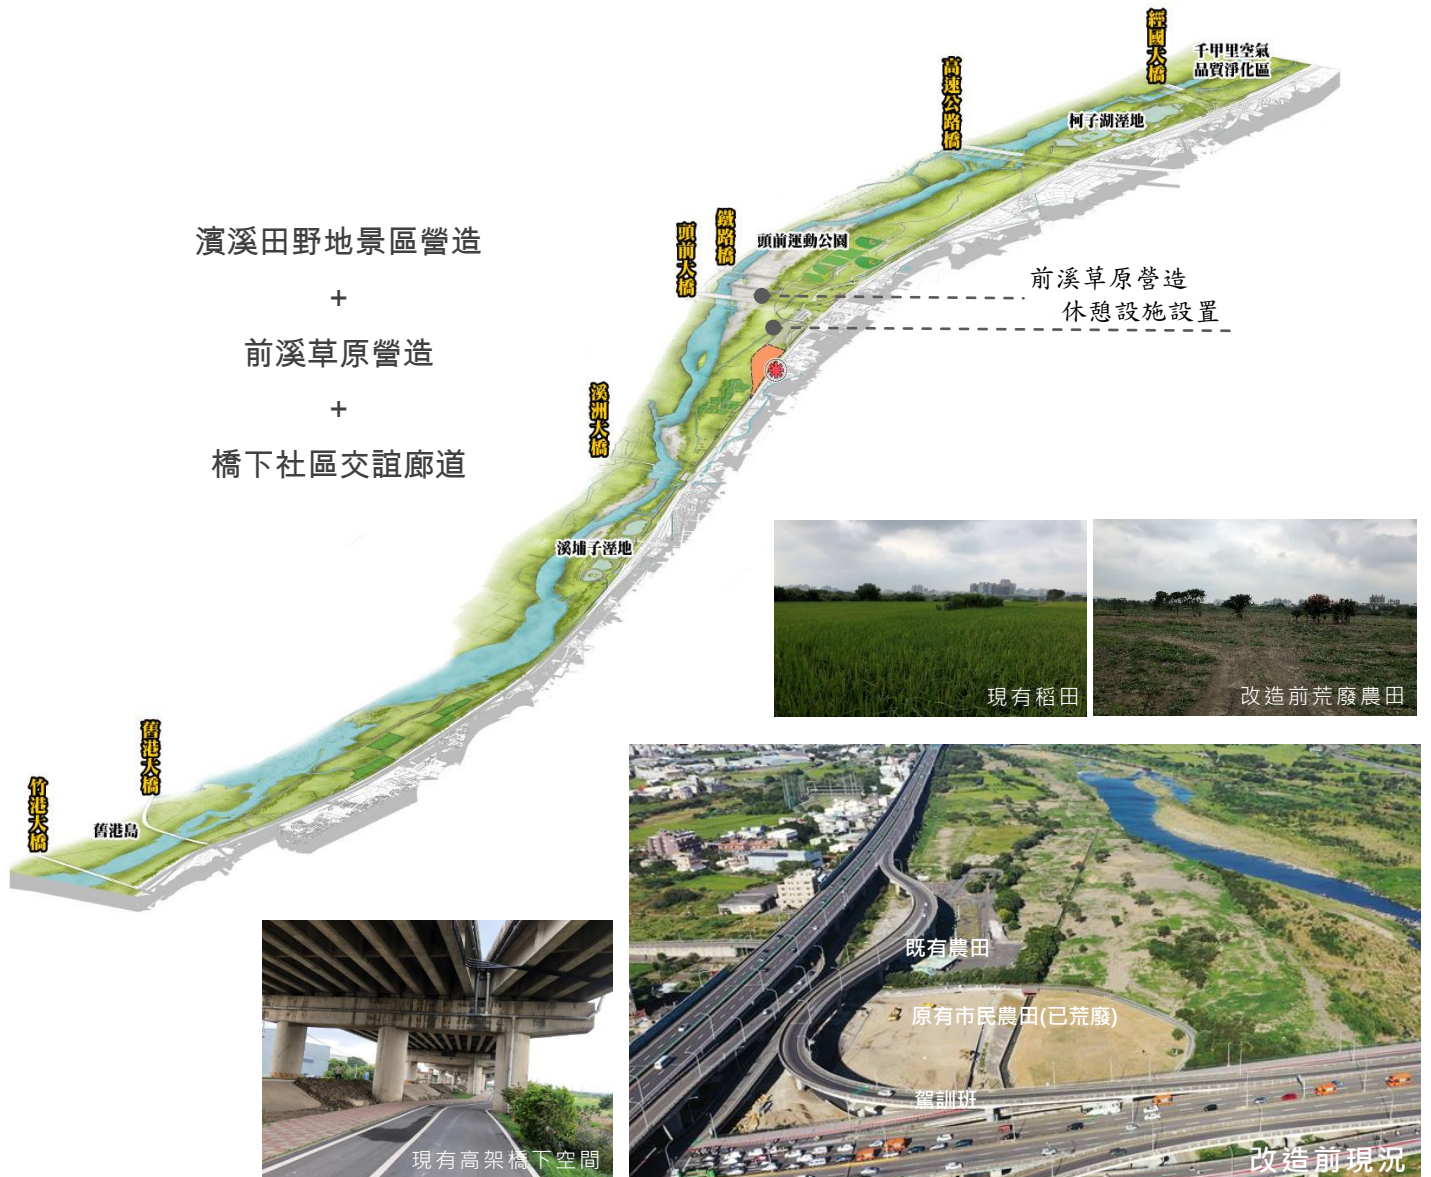 經國大橋
千甲里空氣
品質淨化區
高速公路橋
柯子湖溼地
鐵路橋
頭前大橋
頭前運動公園
濱溪田野地景區營造
+
前溪草原營造
+
橋下社區交誼廊道
前溪草原營造
休憩設施設置
溪洲大橋
溪埔子溼地
現有稻田
改造前荒廢農田
舊港大橋
竹港大橋
舊港島
既有農田
原有市民農田(已荒廢)
駕訓班
現有高架橋下空間
改造前現況